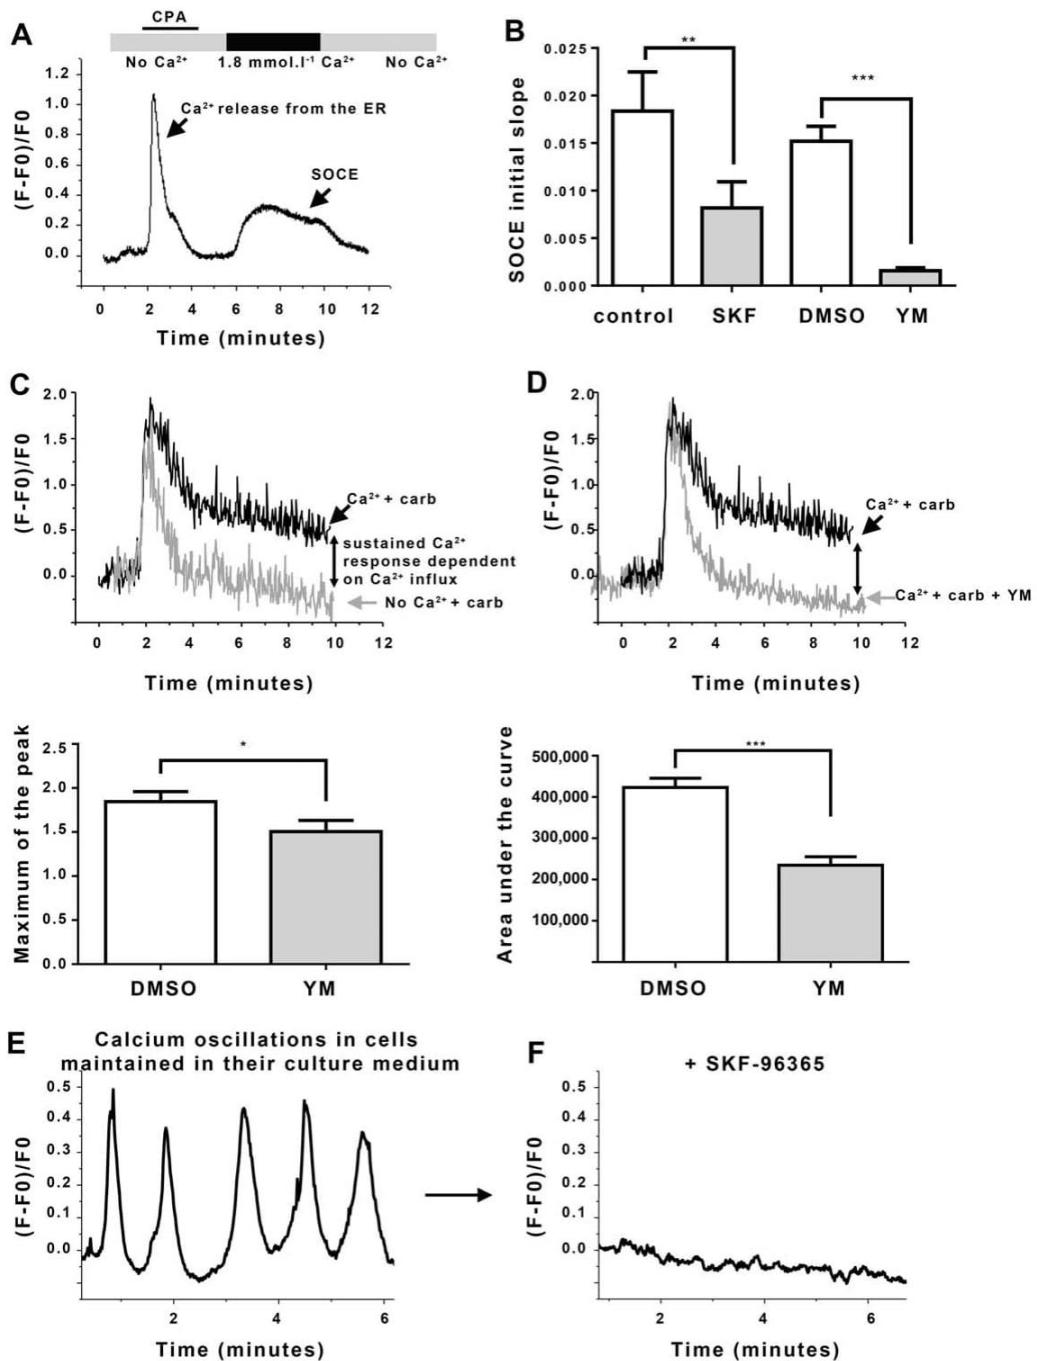 A
CPA
No Ca²⁺ 1.8 mmol.l⁻¹ Ca²⁺ No Ca²⁺
1.2
1.0
0.8
0.6
0.4
0.2
0.0
(F-F0)/F0
Ca²⁺ release from the ER
SOCE
0 2 4 6 8 10 12
Time (minutes)
B
0.025
0.020
0.015
0.010
0.005
0.000
SOCE initial slope
**
***
control SKF DMSO YM
C
2.0
1.5
1.0
0.5
0.0
(F-F0)/F0
Ca²⁺ + carb
sustained Ca²⁺
response dependent
on Ca²⁺ influx
No Ca²⁺ + carb
0 2 4 6 8 10 12
Time (minutes)
D
2.0
1.5
1.0
0.5
0.0
(F-F0)/F0
Ca²⁺ + carb
Ca²⁺ + carb + YM
0 2 4 6 8 10 12
Time (minutes)
2.5
2.0
1.5
1.0
0.5
0.0
Maximum of the peak
*
DMSO YM
500,000
400,000
300,000
200,000
100,000
Area under the curve
***
DMSO YM
E
Calcium oscillations in cells
maintained in their culture medium
0.5
0.4
0.3
0.2
0.1
0.0
(F-F0)/F0
2 4 6
Time (minutes)
F
+ SKF-96365
0.5
0.4
0.3
0.2
0.1
0.0
(F-F0)/F0
2 4 6
Time (minutes)